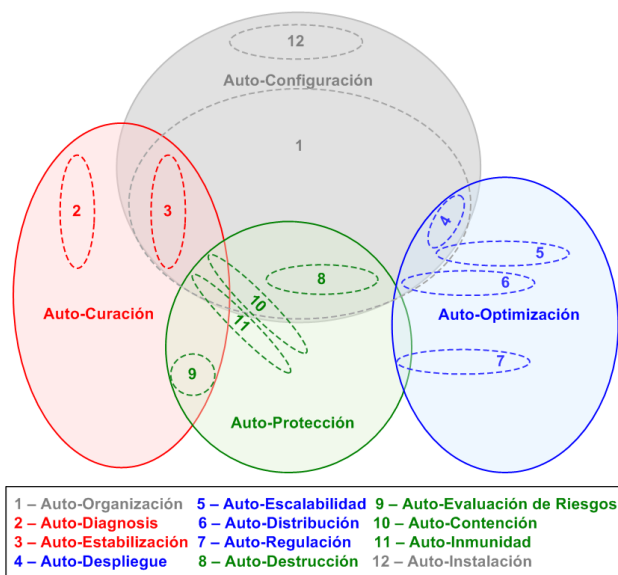 12
Auto-Configuración
1
2
3
4
5
8
6
10
Auto-Curación
11
Auto-Optimización
7
9
Auto-Protección
1 – Auto-Organización 5 – Auto-Escalabilidad 9 – Auto-Evaluación de Riesgos
2 – Auto-Diagnosis 6 – Auto-Distribución 10 – Auto-Contención
3 – Auto-Estabilización 7 – Auto-Regulación 11 – Auto-Inmunidad
4 – Auto-Despliegue 8 – Auto-Destrucción 12 – Auto-Instalación